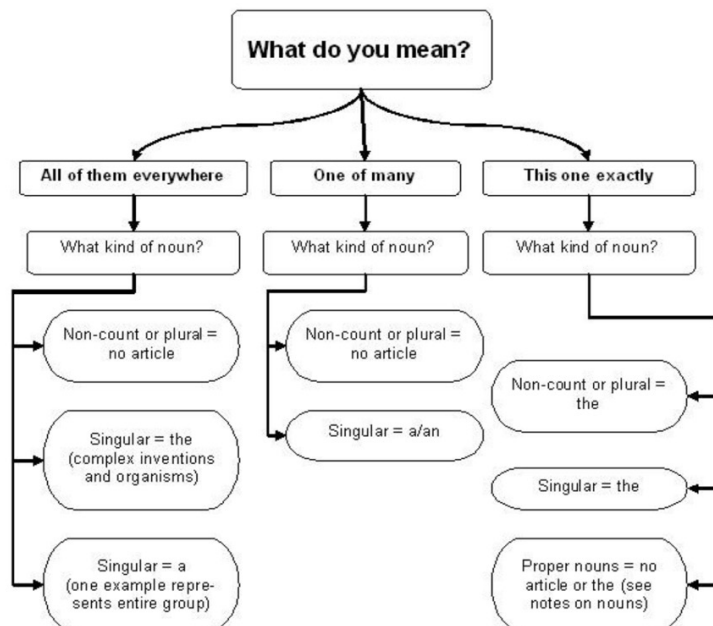 What do you mean?
All of them everywhere
One of many
This one exactly
What kind of noun?
What kind of noun?
What kind of noun?
Non-count or plural =
no article
Singular = the
(complex inventions
and organisms)
Singular = a
(one example repre-
sents entire group)
Non-count or plural =
no article
Singular = a/an
Non-count or plural =
the
Singular = the
Proper nouns = no
article or the (see
notes on nouns)